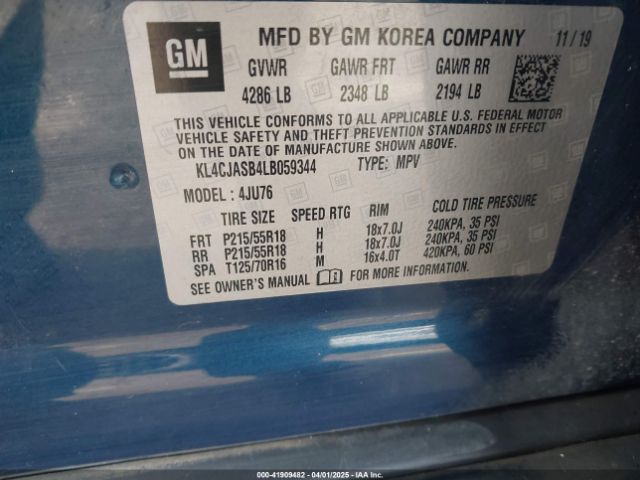 GM
MFD BY GM KOREA COMPANY 11/19
GVWR GAWR FRT GAWR RR
4286 LB 2348 LB 2194 LB
THIS VEHICLE CONFORMS TO ALL APPLICABLE U.S. FEDERAL MOTOR
VEHICLE SAFETY AND THEFT PREVENTION STANDARDS IN EFFECT
ON THE DATE OF MANUFACTURE SHOWN ABOVE.
KL4CJASB4LB059344 TYPE: MPV
MODEL : 4JU76
TIRE SIZE SPEED RTG RIM COLD TIRE PRESSURE
FRT P215/55R18 H 18x7.0J 240KPA, 35 PSI
RR P215/55R18 H 18x7.0J 240KPA, 35 PSI
SPA T125/70R16 M 16x4.0T 420KPA, 60 PSI
SEE OWNER'S MANUAL FOR MORE INFORMATION.
000-41909482 04/01/2025 IAAI.COM